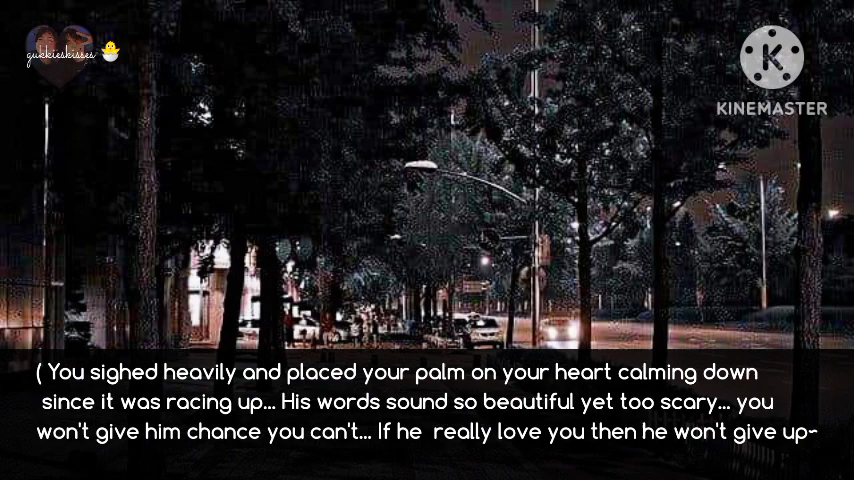 gukkieskisses
KINEMASTER
( You sighed heavily and placed your palm on your heart calming down
since it was racing up... His words sound so beautiful yet too scary... you
won't give him chance you can't... If he really love you then he won't give up~